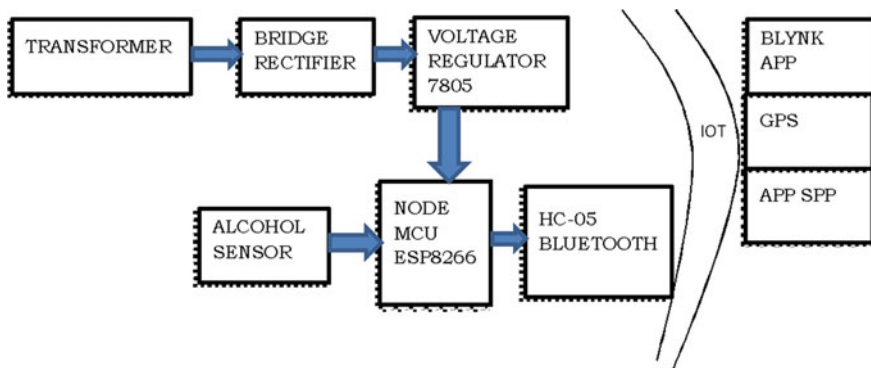 TRANSFORMER
BRIDGE
RECTIFIER
VOLTAGE
REGULATOR
7805
ALCOHOL
SENSOR
NODE
MCU
ESP8266
HC-05
BLUETOOTH
IOT
BLYNK
APP
GPS
APP SPP